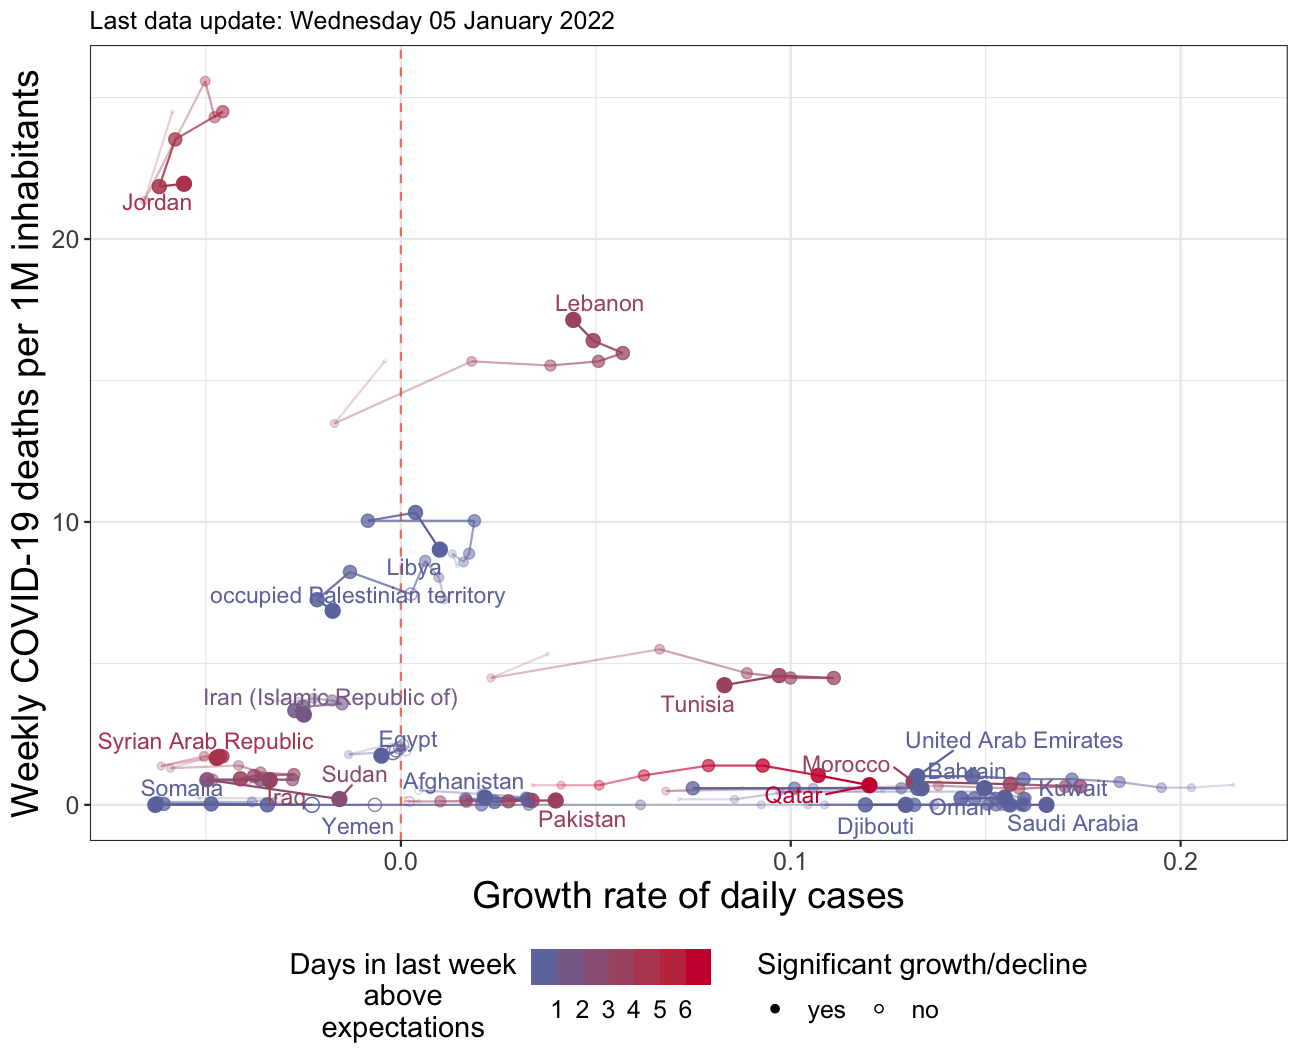 Last data update: Wednesday 05 January 2022
Weekly COVID-19 deaths per 1M inhabitants
20
10
0
Jordan
Lebanon
Libya
occupied Palestinian territory
Iran (Islamic Republic of)
Tunisia
Syrian Arab Republic
Egypt
United Arab Emirates
Sudan
Morocco
Bahrain
Somalia
Iraq
Afghanistan
Qatar
Kuwait
Oman
Yemen
Pakistan
Djibouti
Saudi Arabia
0.0
0.1
0.2
Growth rate of daily cases
Days in last week
above
expectations
1 2 3 4 5 6
Significant growth/decline
yes
no